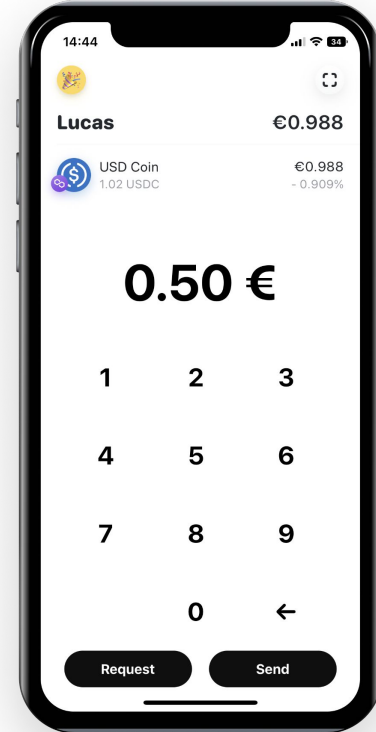 14:44
34
Lucas €0.988
USD Coin €0.988
1.02 USDC - 0.909%
0.50 €
1 2 3
4 5 6
7 8 9
0
Request Send